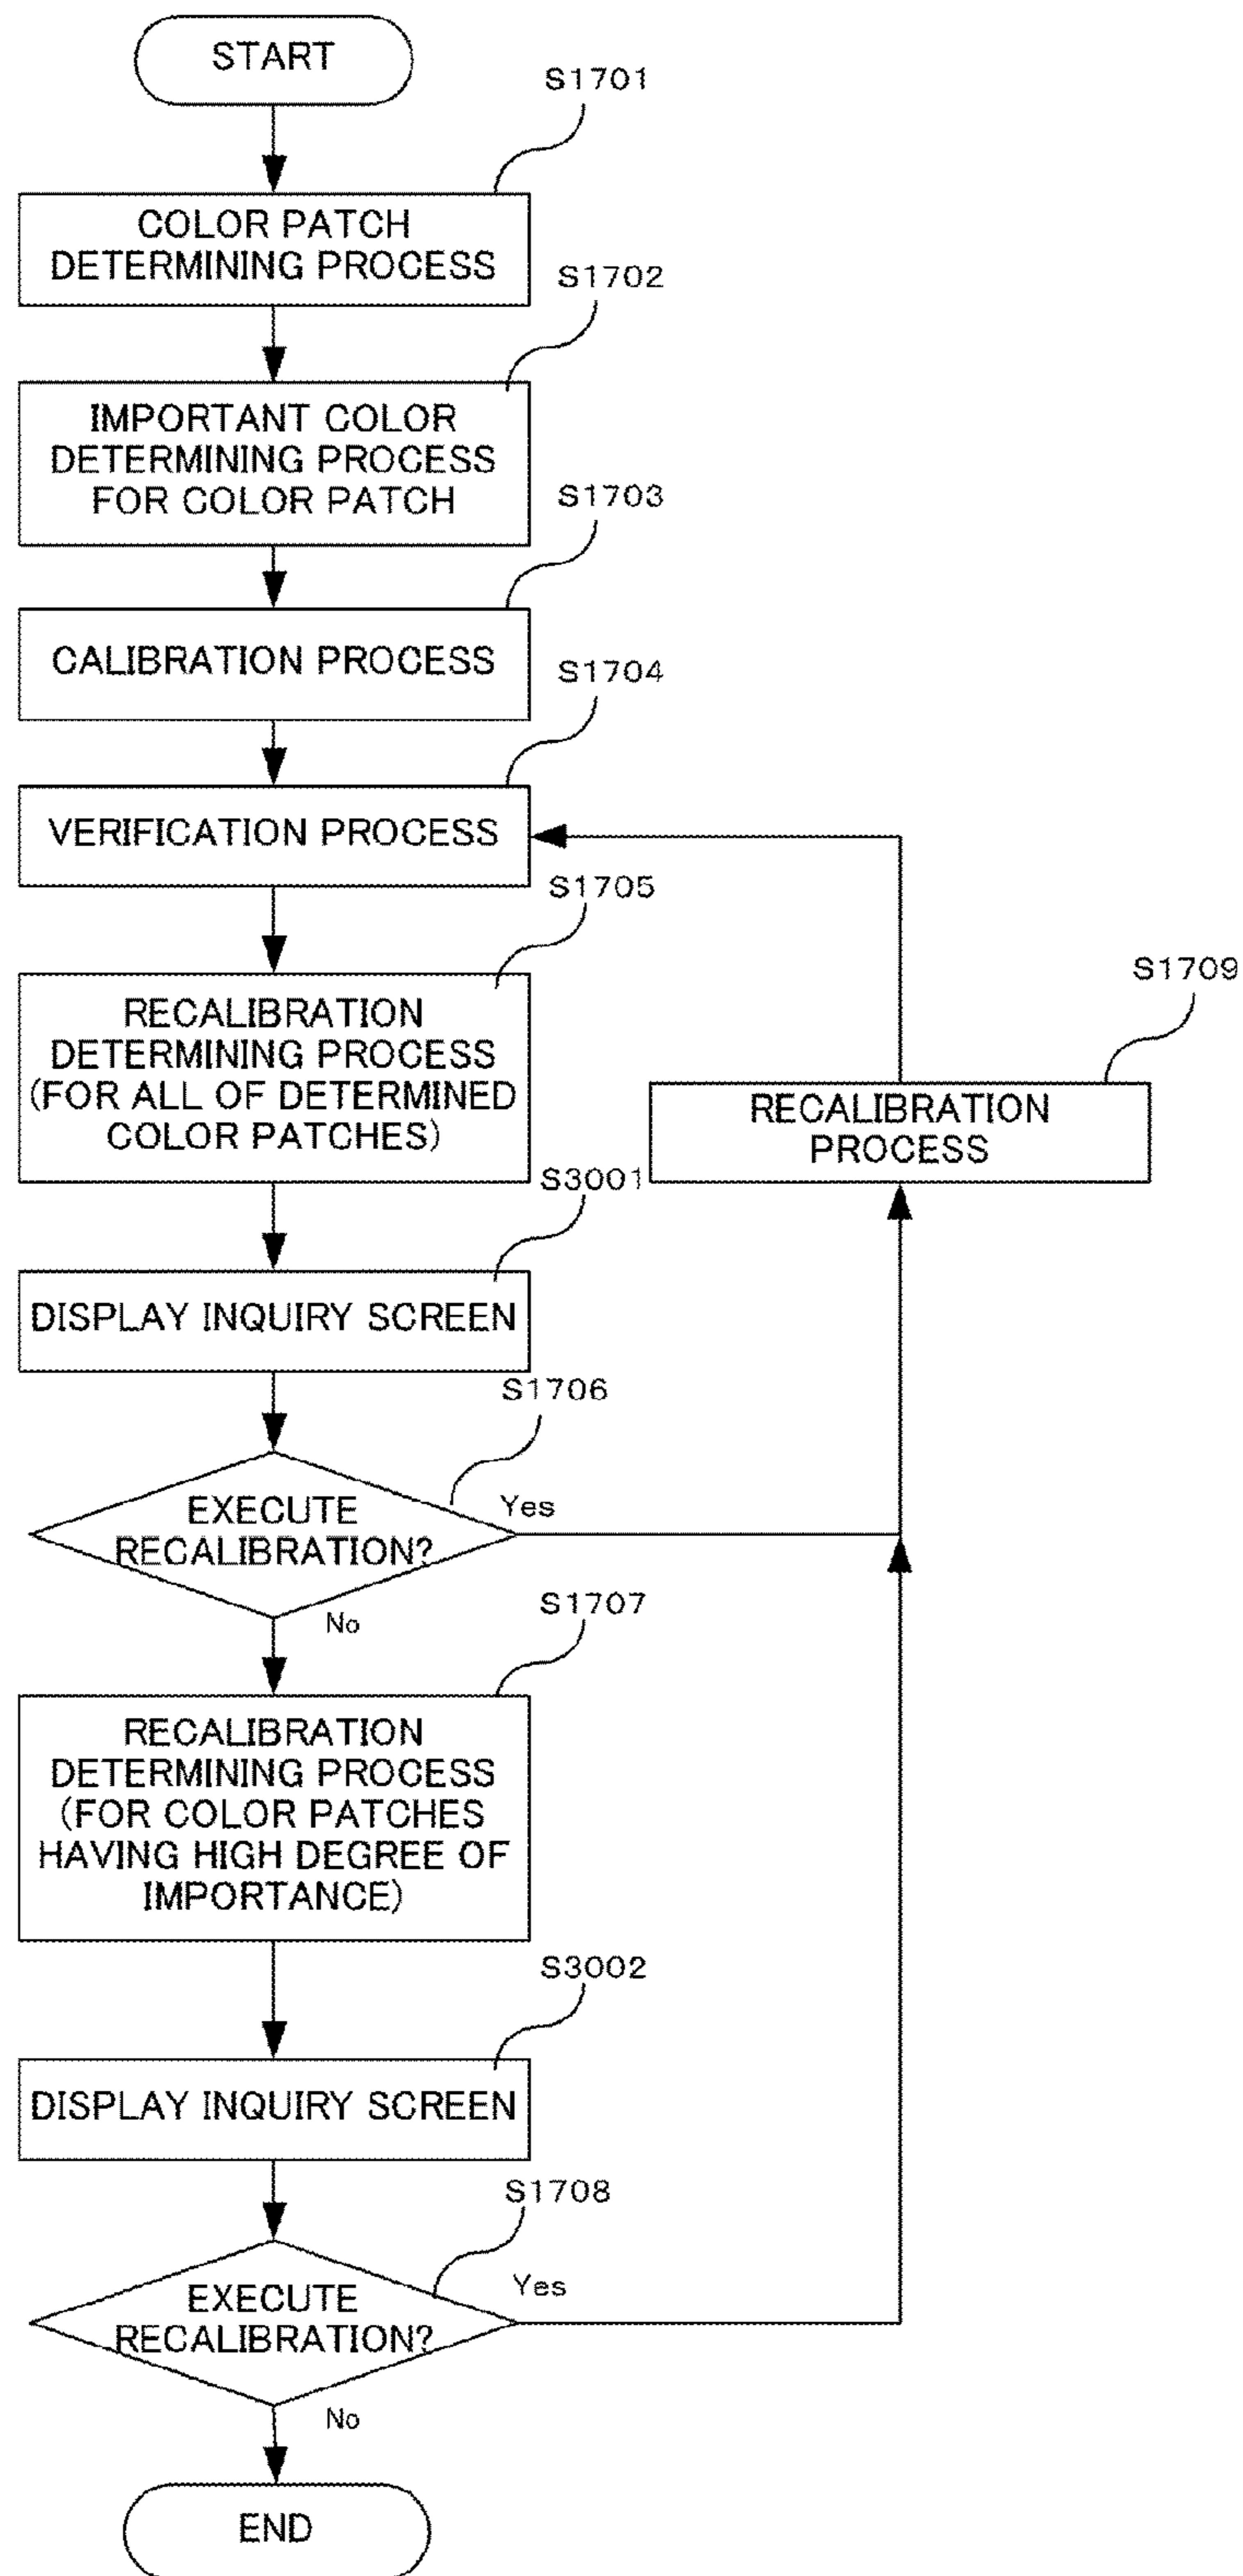 START
S1701
COLOR PATCH
DETERMINING PROCESS
S1702
IMPORTANT COLOR
DETERMINING PROCESS
FOR COLOR PATCH
S1703
CALIBRATION PROCESS
S1704
VERIFICATION PROCESS
S1705
RECALIBRATION
DETERMINING PROCESS
(FOR ALL OF DETERMINED
COLOR PATCHES)
S1709
RECALIBRATION
PROCESS
S3001
DISPLAY INQUIRY SCREEN
S1706
EXECUTE
RECALIBRATION?
Yes
No
S1707
RECALIBRATION
DETERMINING PROCESS
(FOR COLOR PATCHES
HAVING HIGH DEGREE OF
IMPORTANCE)
S3002
DISPLAY INQUIRY SCREEN
S1708
EXECUTE
RECALIBRATION?
Yes
No
END